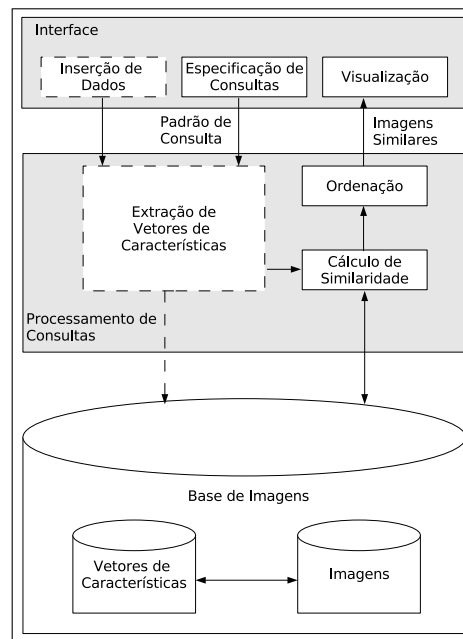 Interface
Inserção de
Dados
Especificação de
Consultas
Visualização
Padrão de
Consulta
Imagens
Similares
Extração de
Vetores de
Características
Ordenação
Cálculo de
Similaridade
Processamento de
Consultas
Base de Imagens
Vetores de
Características
Imagens